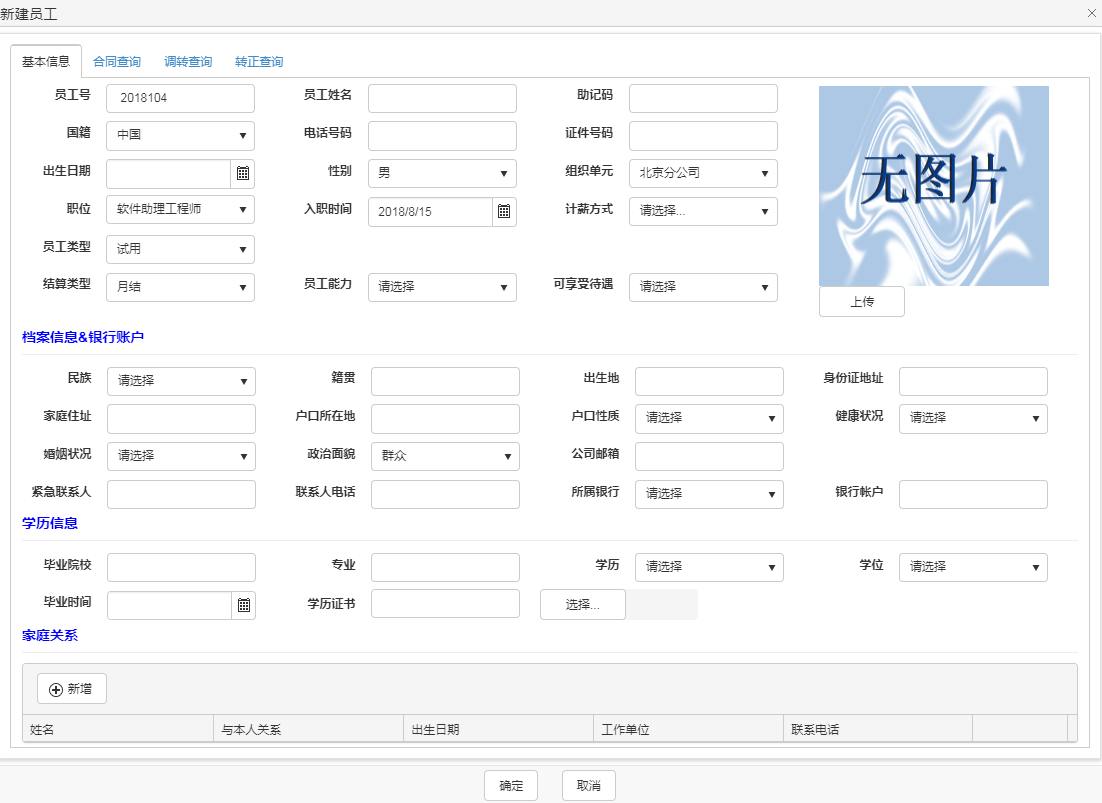 新建员工
基本信息 合同查询 调转查询 转正查询
员工号 2018104 员工姓名 助记码
国籍 中国 电话号码 证件号码
出生日期 性别 男 组织单元 北京分公司
无图片
职位 软件助理工程师 入职时间 2018/8/15 计薪方式 请选择...
员工类型 试用
结算类型 月结 员工能力 请选择 可享受待遇 请选择
上传
档案信息&银行账户
民族 请选择 籍贯 出生地 身份证地址
家庭住址 户口所在地 户口性质 请选择 健康状况 请选择
婚姻状况 请选择 政治面貌 群众 公司邮箱
紧急联系人 联系人电话 所属银行 请选择 银行帐户
学历信息
毕业院校 专业 学历 请选择 学位 请选择
毕业时间 学历证书 选择...
家庭关系
新增
姓名 与本人关系 出生日期 工作单位 联系电话
确定 取消